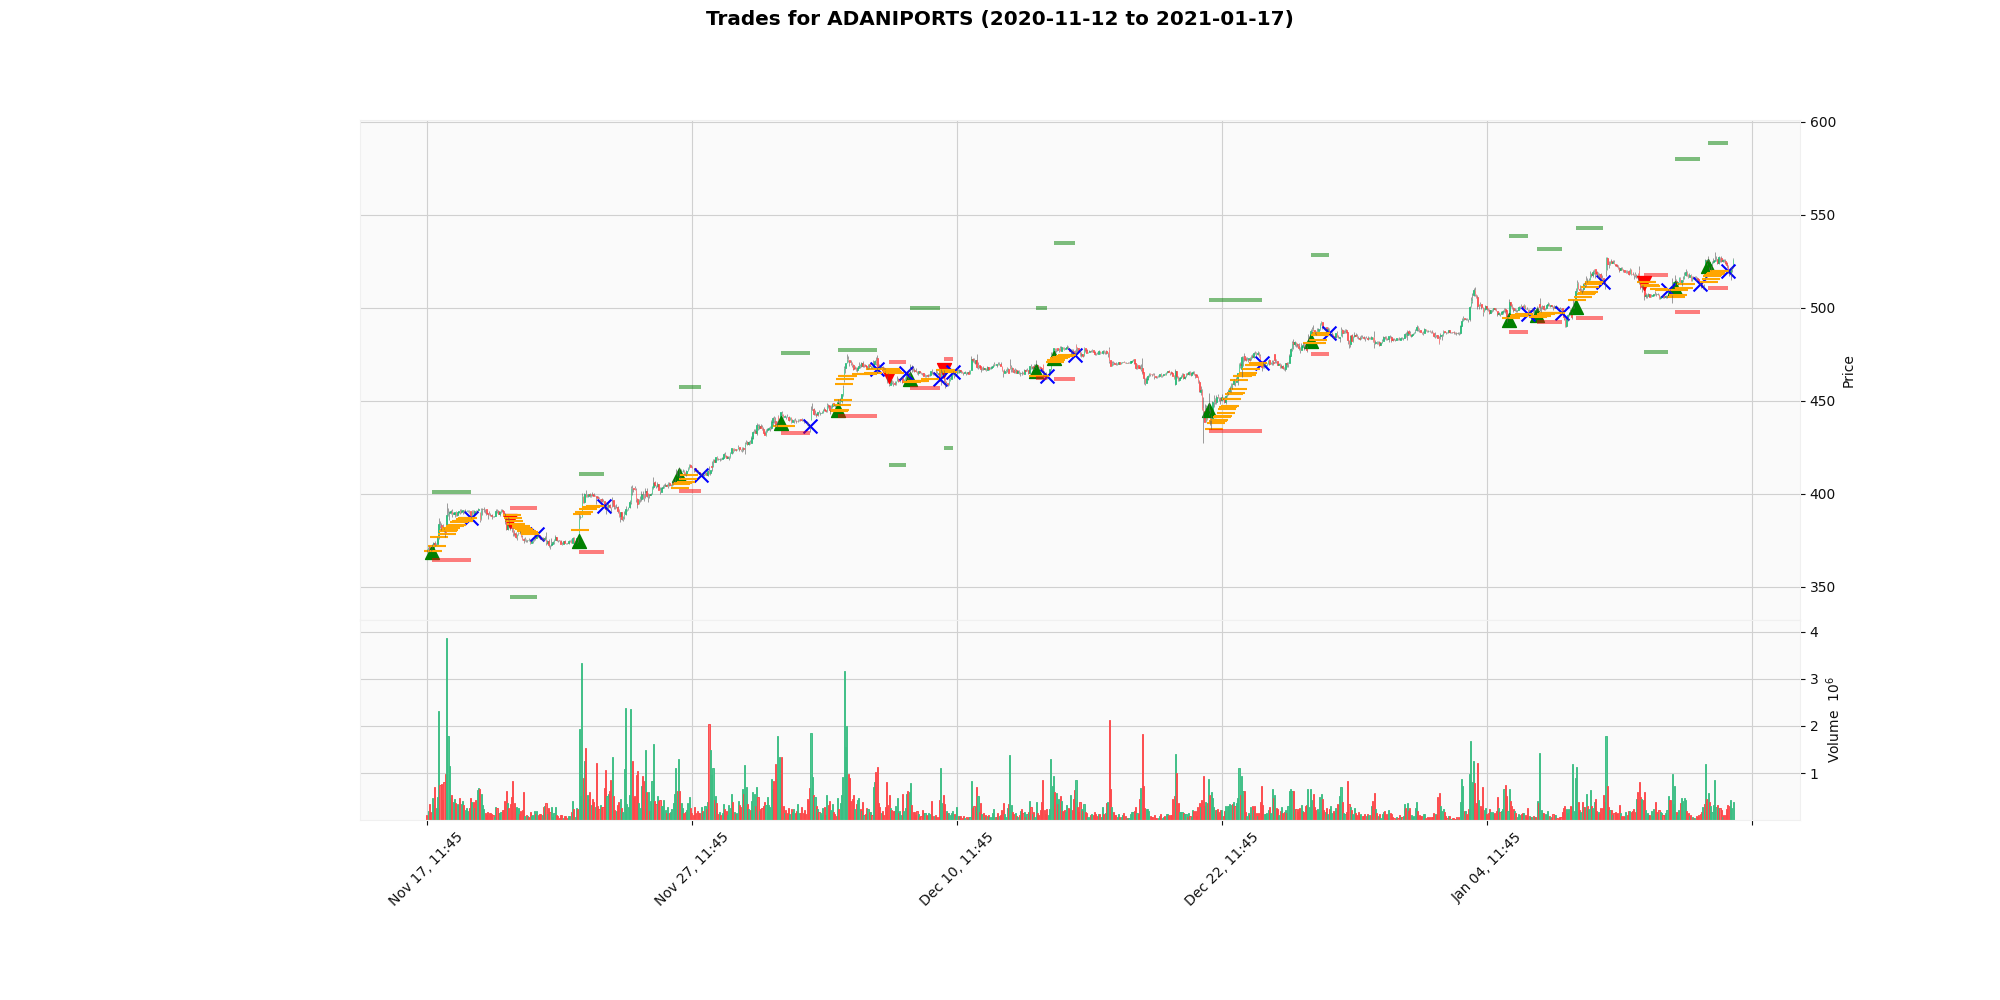 Trades for ADANIPORTS (2020-11-12 to 2021-01-17)
600
550
500
450
400
350
Price
4
3
2
1
Volume 10^6
Nov 17, 11:45
Nov 27, 11:45
Dec 10, 11:45
Dec 22, 11:45
Jan 04, 11:45